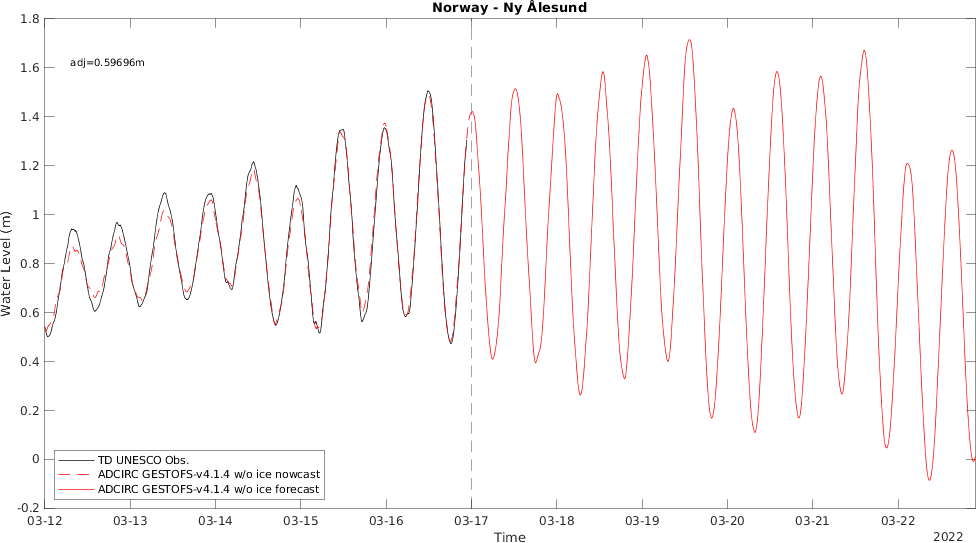 Norway - Ny Ålesund
adj=0.59696m
Water Level (m)
1.8
1.6
1.4
1.2
1
0.8
0.6
0.4
0.2
0
-0.2
TD UNESCO Obs.
ADCIRC GESTOFS-v4.1.4 w/o ice nowcast
ADCIRC GESTOFS-v4.1.4 w/o ice forecast
03-12 03-13 03-14 03-15 03-16 03-17 03-18 03-19 03-20 03-21 03-22
Time
2022